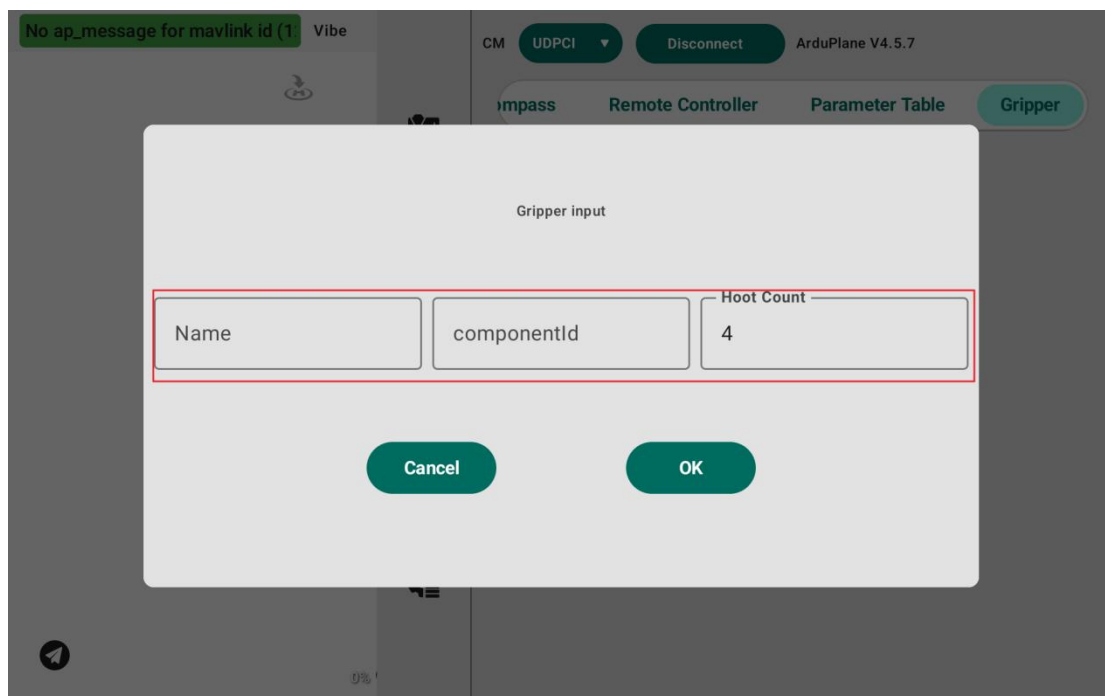 No ap_message for mavlink id (1
Vibe
CM
UDPCI
Disconnect
ArduPlane V4.5.7
ompass
Remote Controller
Parameter Table
Gripper
Gripper input
Name
componentId
Hoot Count
4
Cancel
OK
0%